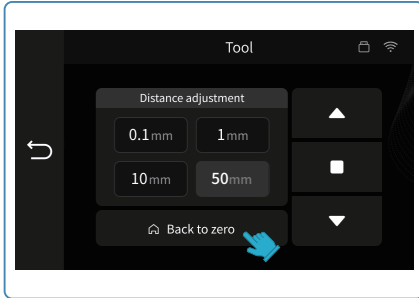 Tool
Distance adjustment
0.1mm 1mm
10mm 50mm
Back to zero